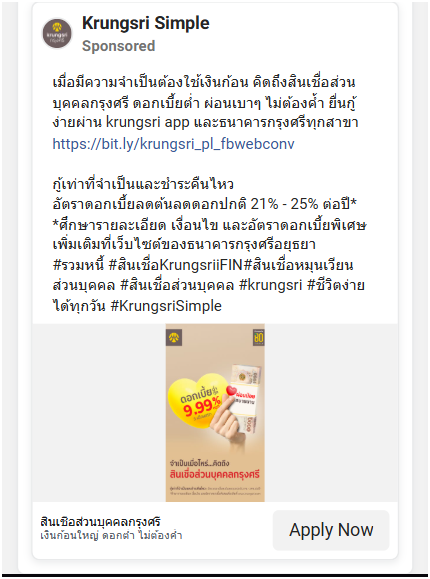 Krungsri Simple
Sponsored
krungsri
กรุงศรี
เมื่อมีความจำเป็นต้องใช้เงินก้อน คิดถึงสินเชื่อส่วน
บุคคลกรุงศรี ดอกเบี้ยต่ำ ผ่อนเบาๆ ไม่ต้องค้ำ ยื่นกู้
ง่ายผ่าน krungsri app และธนาคารกรุงศรีทุกสาขา
https://bit.ly/krungsri_pl_fbwebconv
กู้เท่าที่จำเป็นและชำระคืนไหว
อัตราดอกเบี้ยลดต้นลดดอกปกติ 21% - 25% ต่อปี*
*ศึกษารายละเอียด เงื่อนไข และอัตราดอกเบี้ยพิเศษ
เพิ่มเติมที่เว็บไซต์ของธนาคารกรุงศรีอยุธยา
#รวมหนี้ #สินเชื่อKrungsriiFIN#สินเชื่อหมุนเวียน
ส่วนบุคคล #สินเชื่อส่วนบุคคล #krungsri #ชีวิตง่าย
ได้ทุกวัน #KrungsriSimple
ดอกเบี้ย
9.99%
จำเป็นเมื่อไหร่...คิดถึง
สินเชื่อส่วนบุคคลกรุงศรี
สินเชื่อส่วนบุคคลกรุงศรี
เงินก้อนใหญ่ ดอกต่ำ ไม่ต้องค้ำ
Apply Now